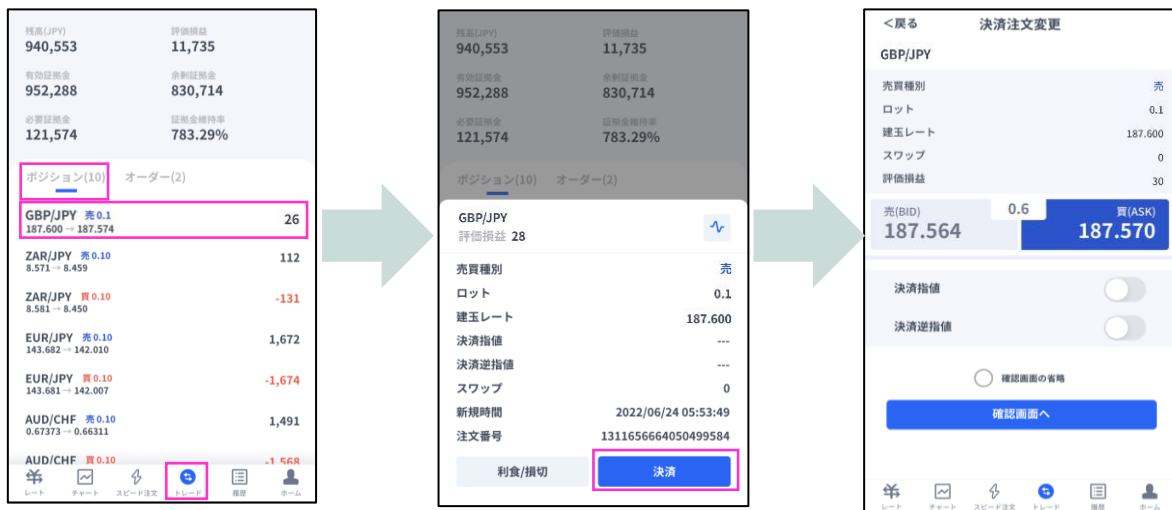 残高(JPY) 評価損益
940,553 11,735
有効証拠金 余剰証拠金
952,288 830,714
必要証拠金 証拠金維持率
121,574 783.29%
ポジション(10) オーダー(2)
GBP/JPY 売 0.1 26
187.600 → 187.574
ZAR/JPY 売 0.10 112
8.571 → 8.459
ZAR/JPY 買 0.10 -131
8.581 → 8.450
EUR/JPY 売 0.10 1,672
143.682 → 142.010
EUR/JPY 買 0.10 -1,674
143.681 → 142.007
AUD/CHF 売 0.10 1,491
0.67373 → 0.66311
AUD/CHF 買 0.10 -1,568
レート チャート スピード注文 トレード 履歴 ホーム
残高(JPY) 評価損益
940,553 11,735
有効証拠金 余剰証拠金
952,288 830,714
必要証拠金 証拠金維持率
121,574 783.29%
ポジション(10) オーダー(2)
GBP/JPY
評価損益 28
売買種別 売
ロット 0.1
建玉レート 187.600
決済指値 ---
決済逆指値 ---
スワップ 0
新規時間 2022/06/24 05:53:49
注文番号 1311656664050499584
利食/損切 決済
<戻る 決済注文変更
GBP/JPY
売買種別 売
ロット 0.1
建玉レート 187.600
スワップ 0
評価損益 30
売(BID) 0.6 買(ASK)
187.564 187.570
決済指値
決済逆指値
確認画面の省略
確認画面へ
レート チャート スピード注文 トレード 履歴 ホーム